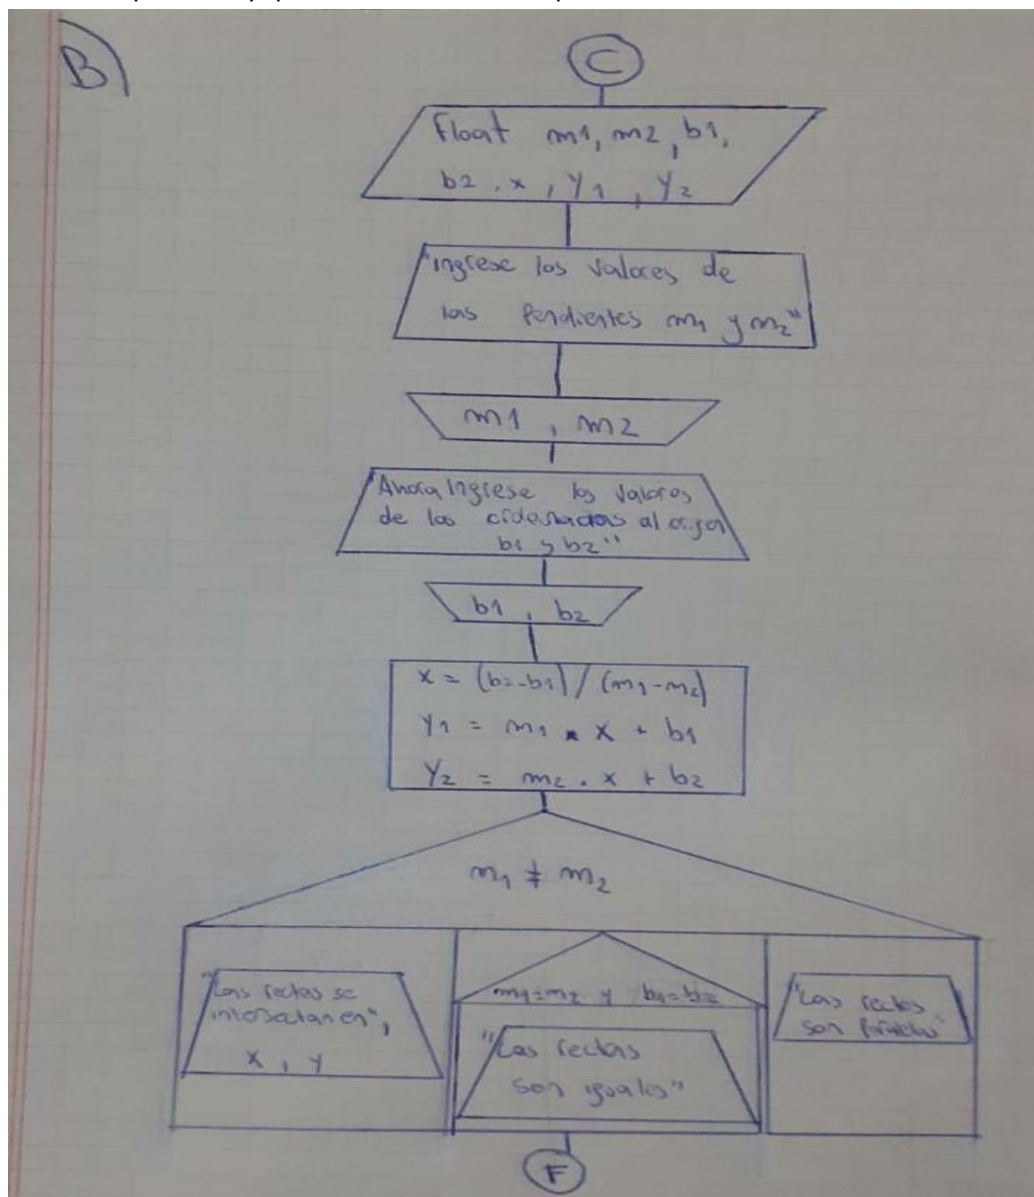 B)
C
Float m1, m2, b1,
b2, x, y1, y2
"Ingrese los valores de
las Pendientes m1 y m2"
m1, m2
"Ahora Ingrese los valores
de las ordenadas al origen
b1 y b2"
b1, b2
x = (b2-b1) / (m1-m2)
y1 = m1 * x + b1
y2 = m2 . x + b2
m1 ≠ m2
"Las rectas se
intersectan en",
x, y
m1=m2 y b1=b2
"Las rectas
son iguales"
"Las rectas
son Paralelas"
F